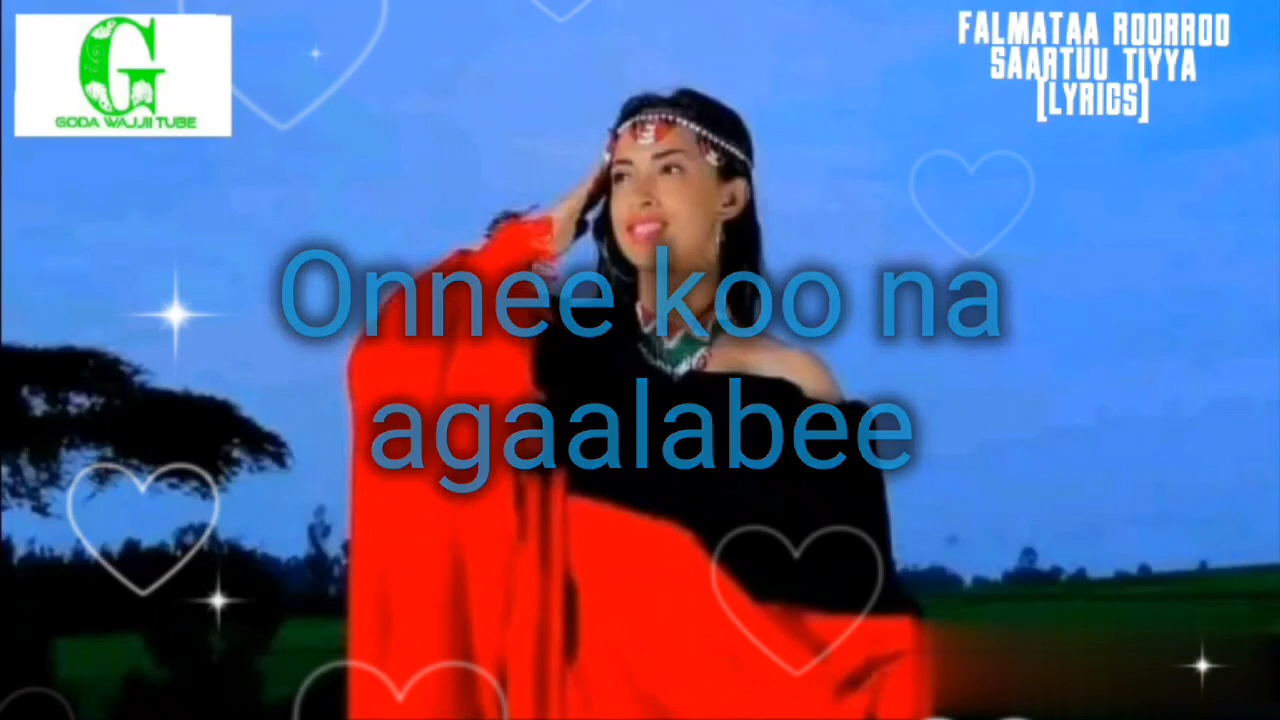 G
GODA WAJJII TUBE
FALMATAA ROORROO
SAARTUU TIYYA
[LYRICS]
Onnee koo na
agaalabee